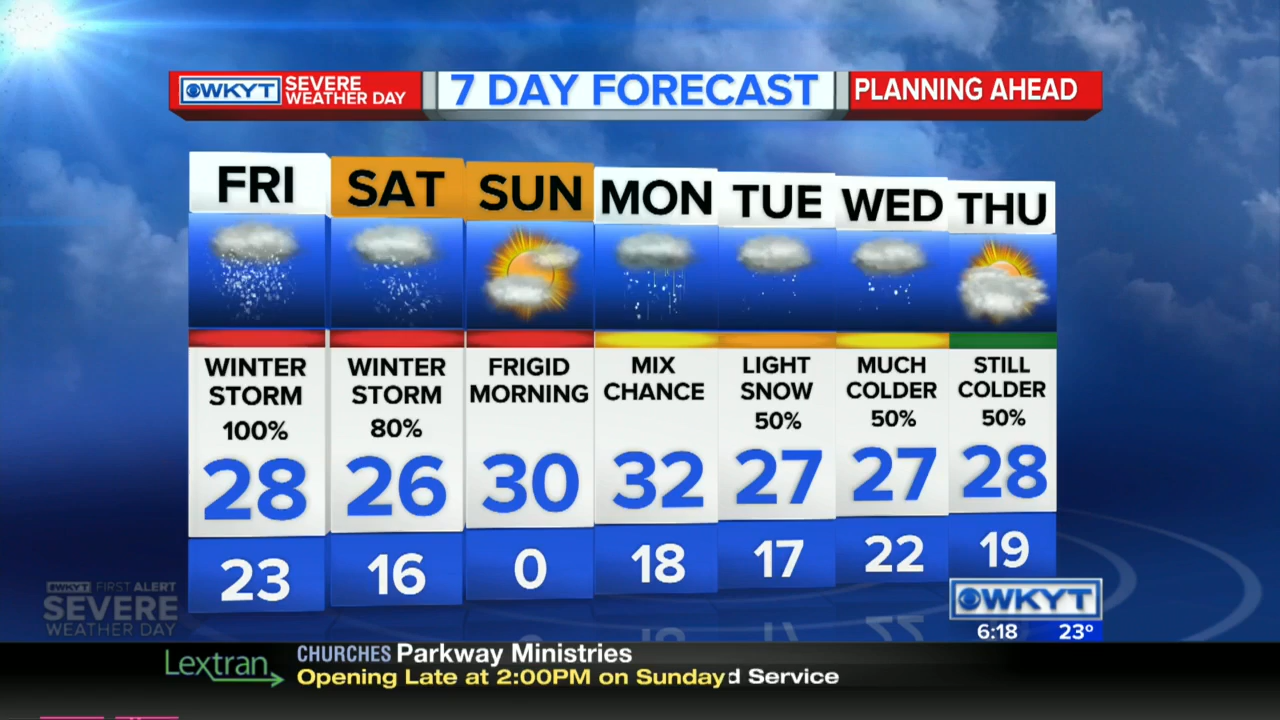 WKYT
SEVERE
WEATHER DAY
7 DAY FORECAST
PLANNING AHEAD
FRI
SAT
SUN
MON
TUE
WED
THU
WINTER
STORM
100%
28
23
WINTER
STORM
80%
26
16
FRIGID
MORNING
30
0
MIX
CHANCE
32
18
LIGHT
SNOW
50%
27
17
MUCH
COLDER
50%
27
22
STILL
COLDER
50%
28
19
WKYT FIRST ALERT
SEVERE
WEATHER DAY
WKYT
6:18 23°
Lextran
CHURCHES Parkway Ministries
Opening Late at 2:00PM on Sunday d Service